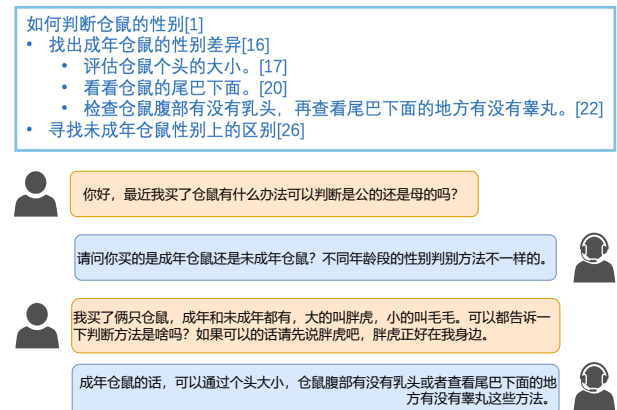 如何判断仓鼠的性别[1]
• 找出成年仓鼠的性别差异[16]
• 评估仓鼠个头的大小。[17]
• 看看仓鼠的尾巴下面。[20]
• 检查仓鼠腹部有没有乳头，再查看尾巴下面的地方有没有睾丸。[22]
• 寻找未成年仓鼠性别上的区别[26]
你好，最近我买了仓鼠有什么办法可以判断是公的还是母的吗？
请问你买的是成年仓鼠还是未成年仓鼠？不同年龄段的性别判别方法不一样的。
我买了俩只仓鼠，成年和未成年都有，大的叫胖虎，小的叫毛毛。可以都告诉一
下判断方法是啥吗？如果可以的话请先说胖虎吧，胖虎正好在我身边。
成年仓鼠的话，可以通过个头大小，仓鼠腹部有没有乳头或者查看尾巴下面的地
方有没有睾丸这些方法。